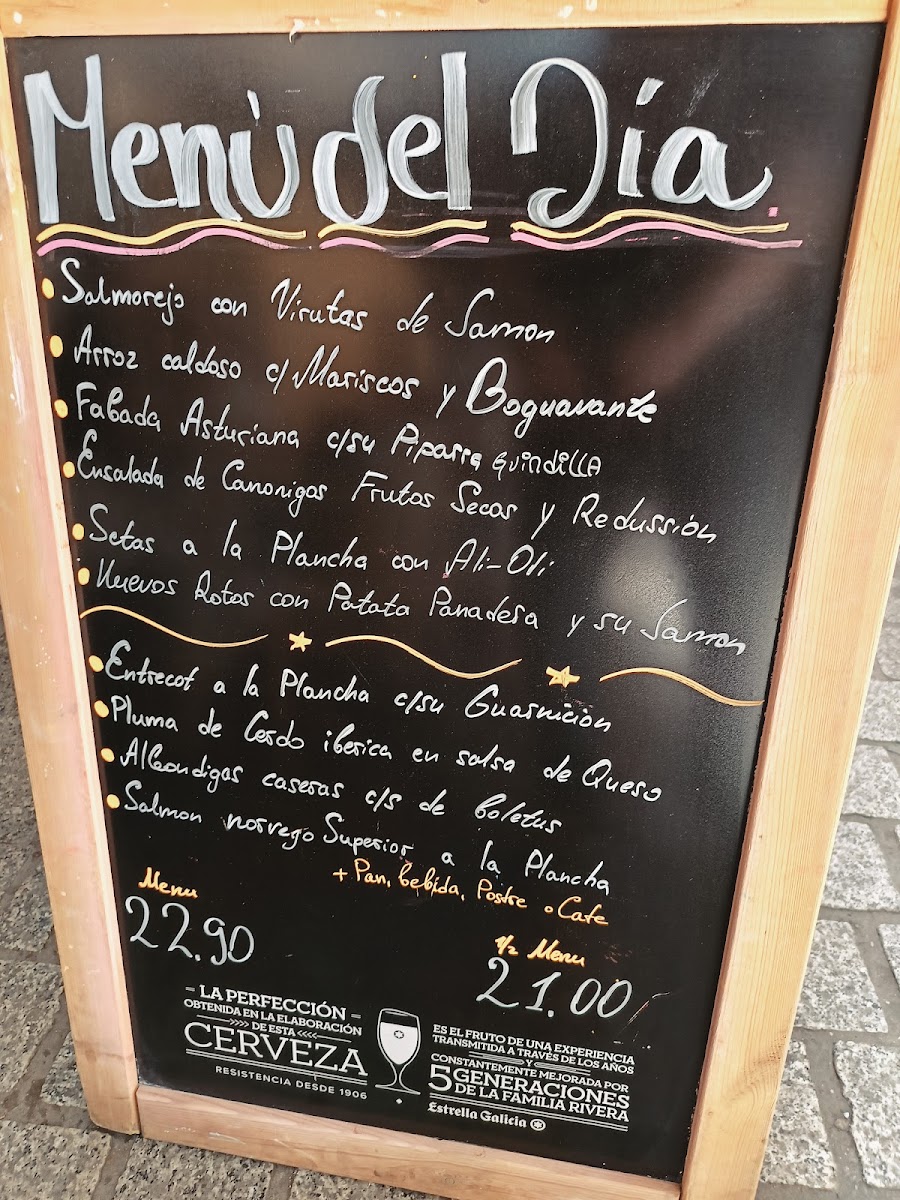 Menú del Día.
Salmorejo con Virutas de Jamon
Arroz caldoso c/ Mariscos y Boguavante
Fabada Asturiana c/su Piparra GuindiLLA
Ensalada de Canonigos Frutos Secos y Redussión
Setas a la Plancha con Ali-Oli
Huevos Rotos con Patata Panadera y su Jamon
Entrecot a la Plancha c/su Guarnicion
Pluma de Cerdo iberica en salsa de Queso
Albondigas caseras c/s de boletus
Salmon norvego Superior a la Plancha
+ Pan, bebida, Postre o Cafe
Menu
22.90
1/2 Menu
21.00
LA PERFECCIÓN
OBTENIDA EN LA ELABORACIÓN
DE ESTA
CERVEZA
RESISTENCIA DESDE 1906
ES EL FRUTO DE UNA EXPERIENCIA
TRANSMITIDA A TRAVÉS DE LOS AÑOS
Y
CONSTANTEMENTE MEJORADA POR
5 GENERACIONES
DE LA FAMILIA RIVERA
Estrella Galicia